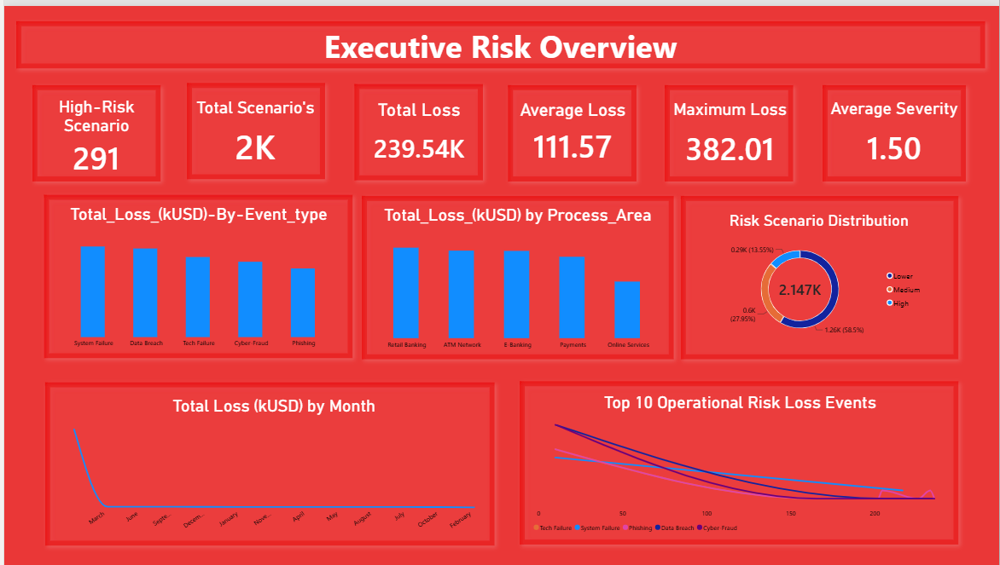 Executive Risk Overview
High-Risk
Scenario
291
Total Scenario's
2K
Total Loss
239.54K
Average Loss
111.57
Maximum Loss
382.01
Average Severity
1.50
Total_Loss_(kUSD)-By-Event_type
System Failure
Data Breach
Tech Failure
Cyber-Fraud
Phishing
Total_Loss_(kUSD) by Process_Area
Retail Banking
ATM Network
E-Banking
Payments
Online Services
Risk Scenario Distribution
0.29K (13.55%)
2.147K
0.6K
(27.95%)
1.26K (58.5%)
Lower
Medium
High
Total Loss (kUSD) by Month
March
June
Septe...
Decem...
January
Nove...
April
May
August
July
October
February
Top 10 Operational Risk Loss Events
0
50
100
150
200
Tech Failure
System Failure
Phishing
Data Breach
Cyber-Fraud